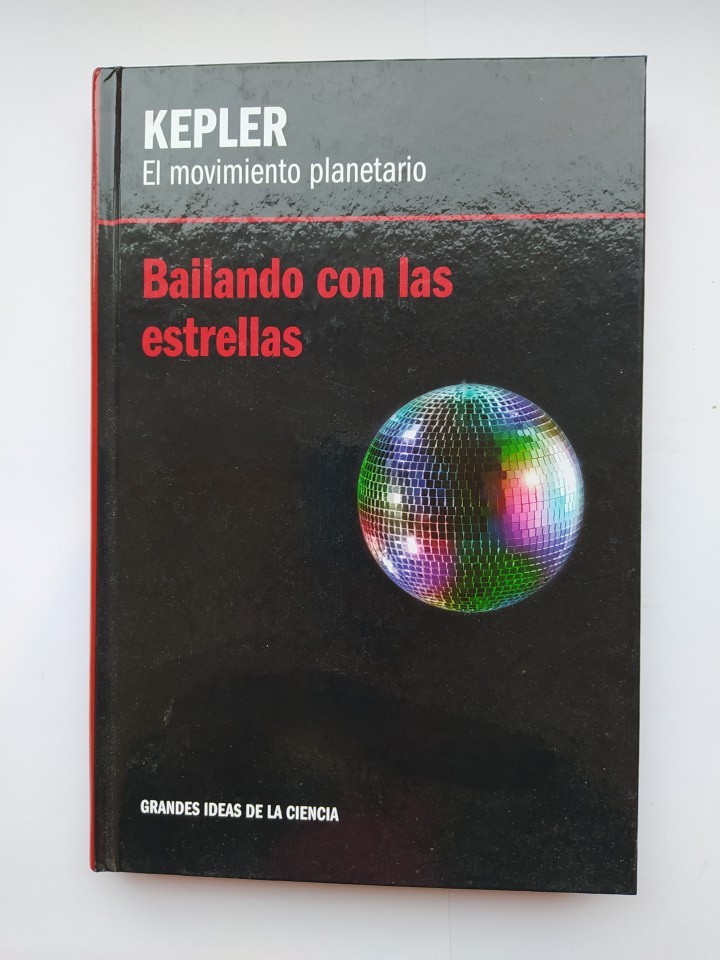 KEPLER
El movimiento planetario
Bailando con las
estrellas
GRANDES IDEAS DE LA CIENCIA